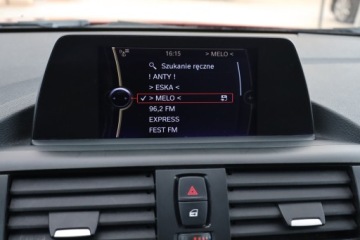 16:15 > MELO <
Szukanie ręczne
! ANTY !
> ESKA <
> MELO <
96,2 FM
EXPRESS
FEST FM